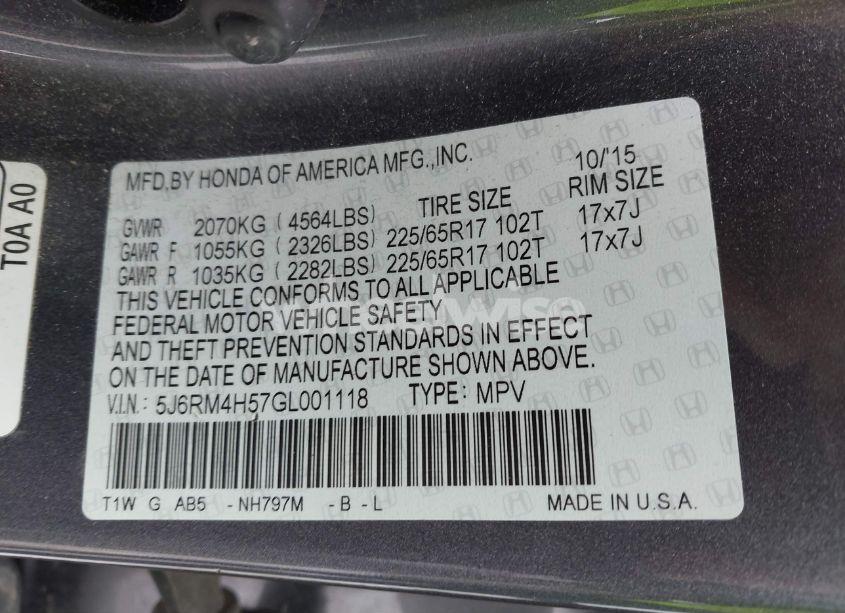 MFD.BY HONDA OF AMERICA MFG.,INC. 10/'15
TIRE SIZE RIM SIZE
GVWR 2070KG ( 4564LBS)
GAWR F 1055KG ( 2326LBS) 225/65R17 102T 17x7J
GAWR R 1035KG ( 2282LBS) 225/65R17 102T 17x7J
THIS VEHICLE CONFORMS TO ALL APPLICABLE
FEDERAL MOTOR VEHICLE SAFETY
AND THEFT PREVENTION STANDARDS IN EFFECT
ON THE DATE OF MANUFACTURE SHOWN ABOVE.
V.I.N.: 5J6RM4H57GL001118 TYPE: MPV
T1W G AB5 -NH797M -B -L MADE IN U.S.A.
T0A A0